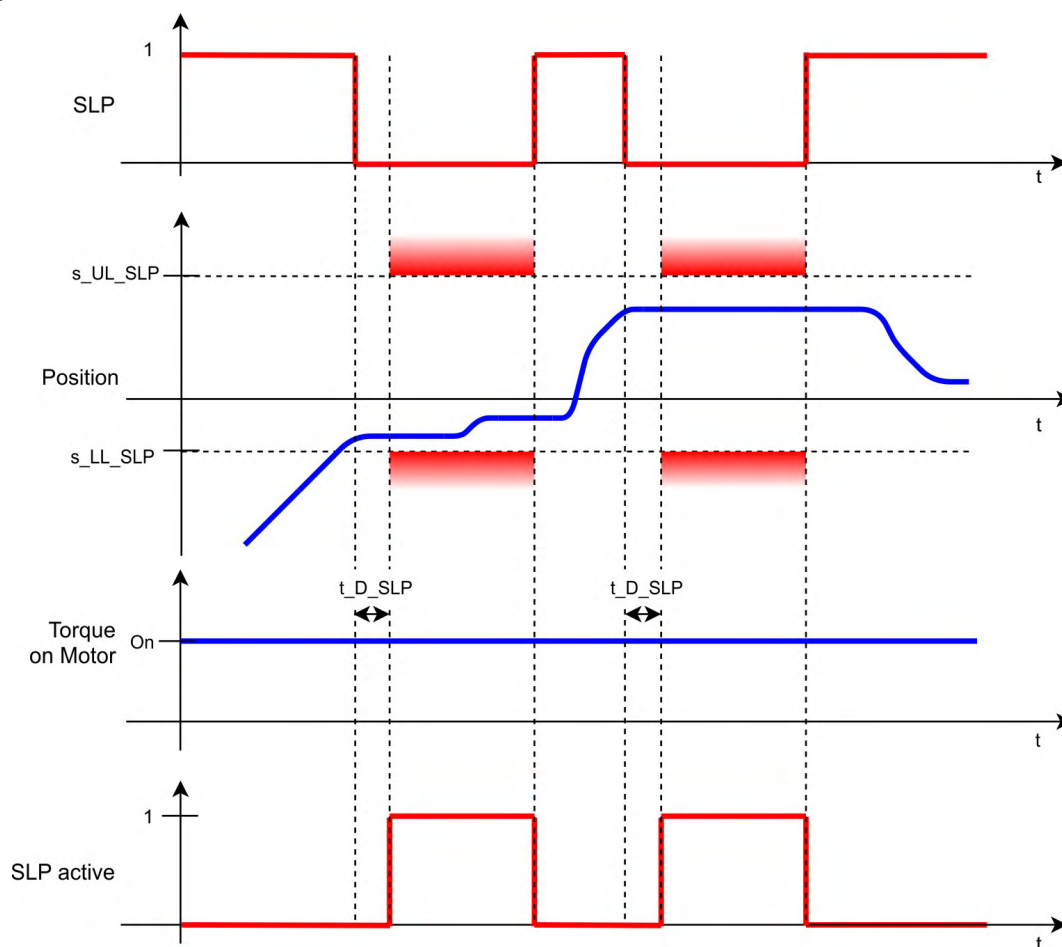 1
SLP
t
s_UL_SLP
Position
t
s_LL_SLP
t_D_SLP
t_D_SLP
Torque
on Motor
On
t
1
SLP active
t